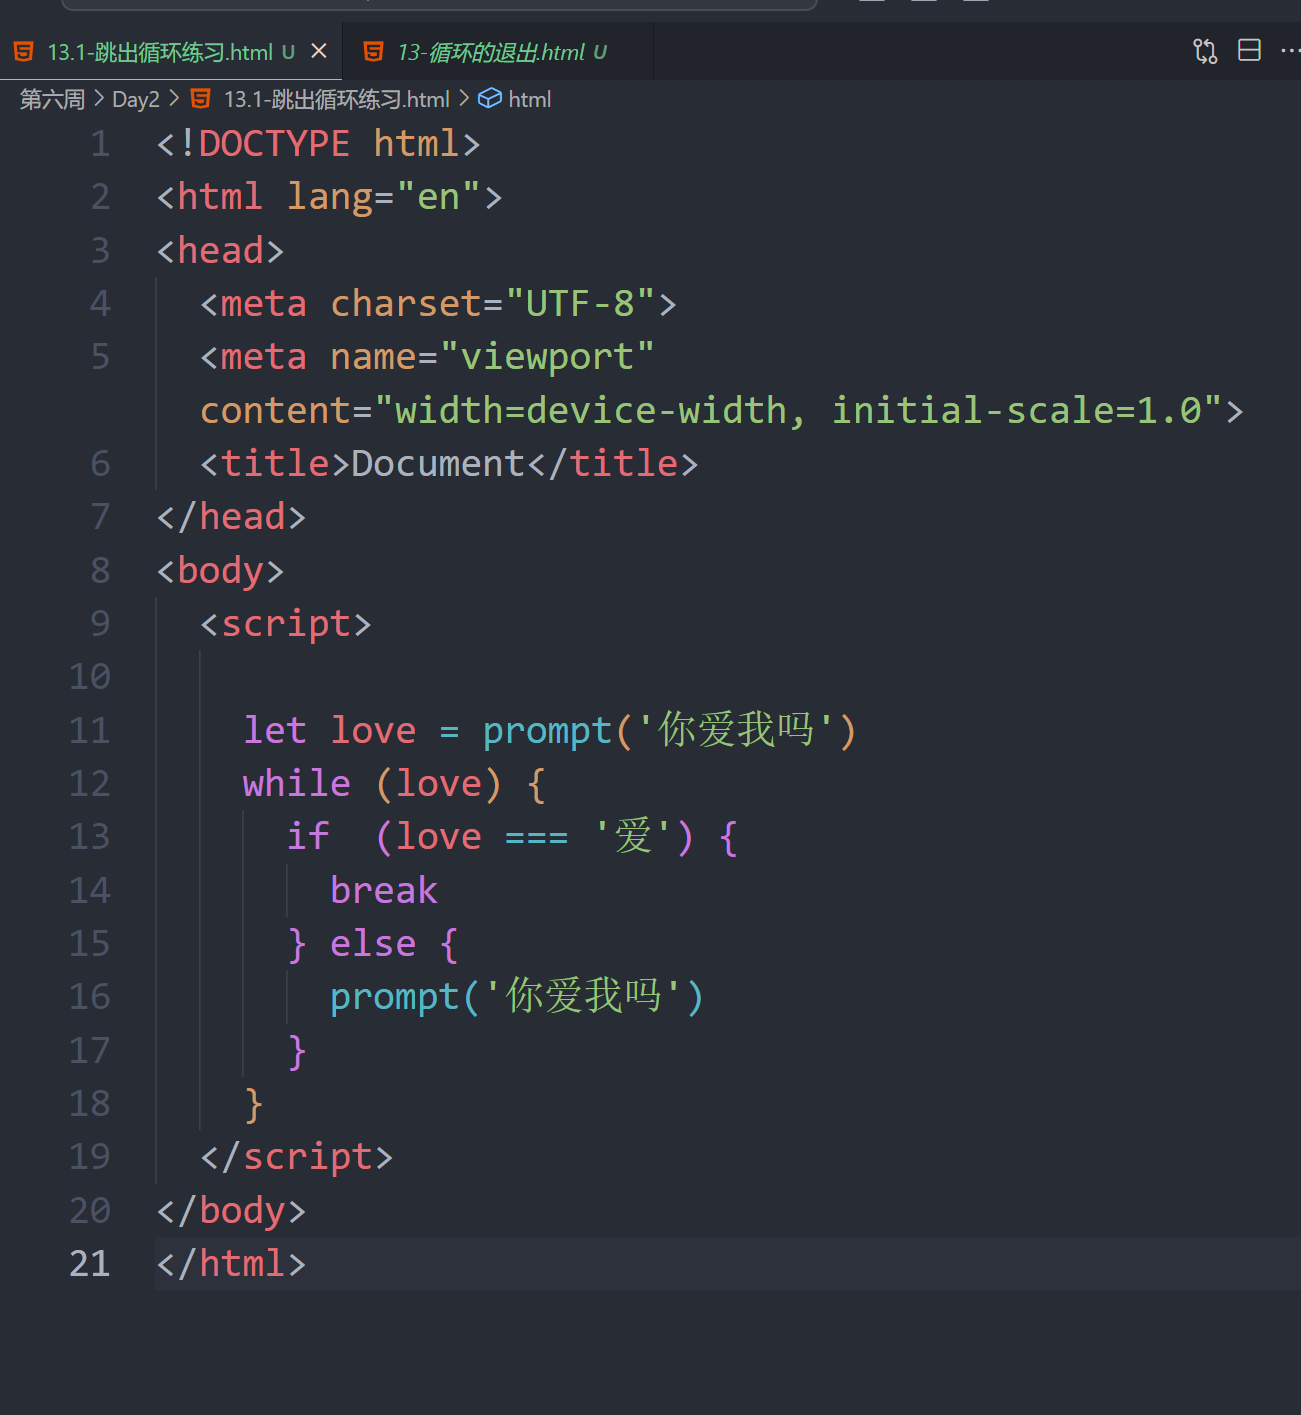 13.1-跳出循环练习.html U × 13-循环的退出.html U
第六周 > Day2 > 13.1-跳出循环练习.html > html
1 <!DOCTYPE html>
2 <html lang="en">
3 <head>
4 <meta charset="UTF-8">
5 <meta name="viewport"
content="width=device-width, initial-scale=1.0">
6 <title>Document</title>
7 </head>
8 <body>
9 <script>
10
11 let love = prompt('你爱我吗')
12 while (love) {
13 if  (love === '爱') {
14 break
15 } else {
16 prompt('你爱我吗')
17 }
18 }
19 </script>
20 </body>
21 </html>